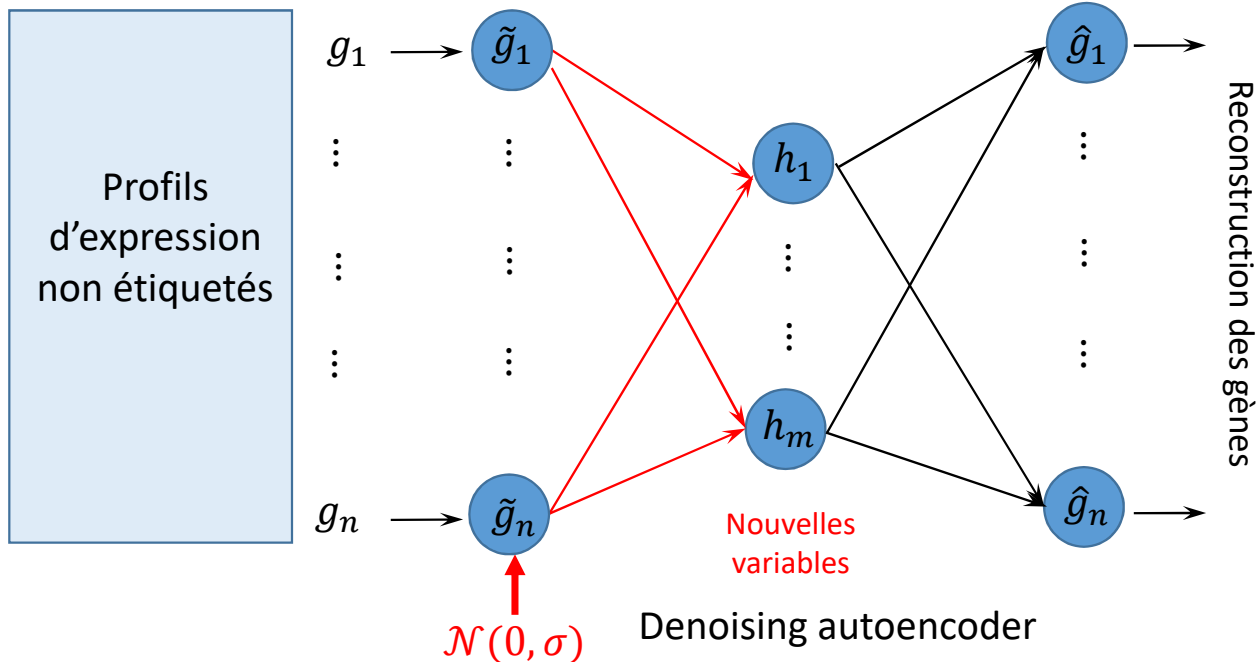 Profils
d'expression
non étiquetés
g₁
⋮
⋮
⋮
gₙ
g̃₁
⋮
⋮
⋮
g̃ₙ
𝒩(0, σ)
h₁
⋮
⋮
hₘ
Nouvelles
variables
ĝ₁
⋮
⋮
⋮
ĝₙ
Reconstruction des gènes
Denoising autoencoder